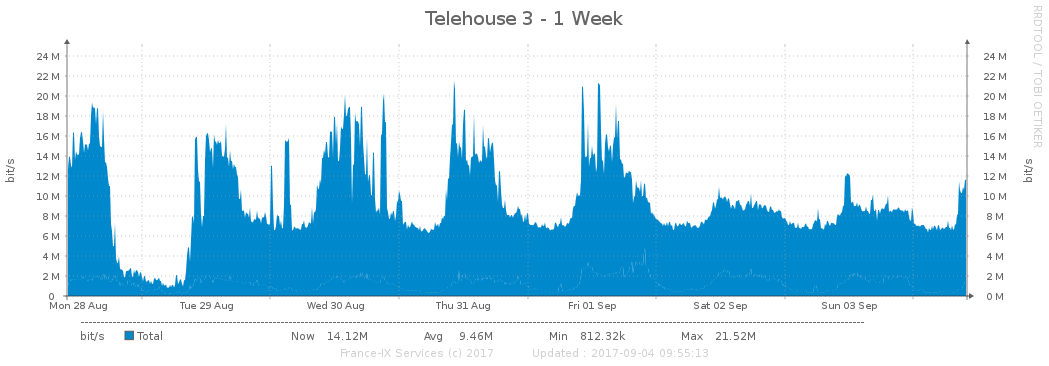 Telehouse 3 - 1 Week
RRDTOOL / TOBI OETIKER
bit/s
24 M 24 M
22 M 22 M
20 M 20 M
18 M 18 M
16 M 16 M
14 M 14 M
12 M 12 M
10 M 10 M
8 M 8 M
6 M 6 M
4 M 4 M
2 M 2 M
0 0 M
bit/s
Mon 28 Aug Tue 29 Aug Wed 30 Aug Thu 31 Aug Fri 01 Sep Sat 02 Sep Sun 03 Sep
bit/s Total Now 14.12M Avg 9.46M Min 812.32k Max 21.52M
France-IX Services (c) 2017 Updated : 2017-09-04 09:55:13